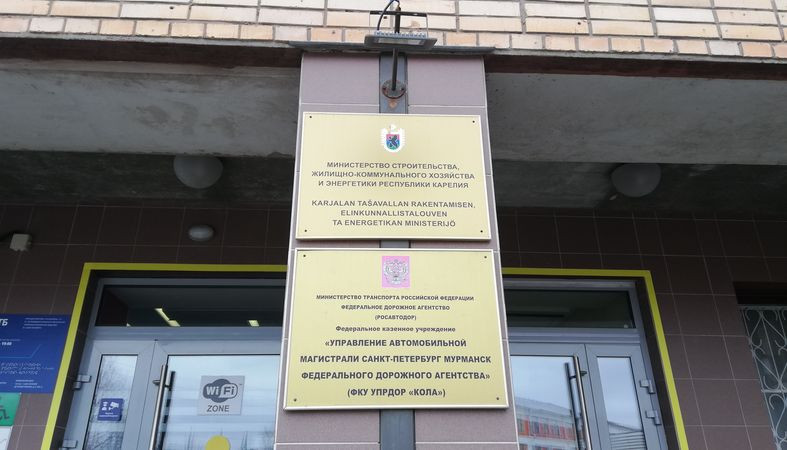 МИНИСТЕРСТВО СТРОИТЕЛЬСТВА,
ЖИЛИЩНО-КОММУНАЛЬНОГО ХОЗЯЙСТВА
И ЭНЕРГЕТИКИ РЕСПУБЛИКИ КАРЕЛИЯ
KARJALAN TAŠAVALLAN RAKENTAMISEN,
ELINKUNNALLISTALOUVEN
TA ENERGETIKAN MINISTERIJÖ
МИНИСТЕРСТВО ТРАНСПОРТА РОССИЙСКОЙ ФЕДЕРАЦИИ
ФЕДЕРАЛЬНОЕ ДОРОЖНОЕ АГЕНТСТВО
(РОСАВТОДОР)
Федеральное казенное учреждение
«УПРАВЛЕНИЕ АВТОМОБИЛЬНОЙ
МАГИСТРАЛИ САНКТ-ПЕТЕРБУРГ МУРМАНСК
ФЕДЕРАЛЬНОГО ДОРОЖНОГО АГЕНТСТВА»
(ФКУ УПРДОР «КОЛА»)
WiFi
ZONE